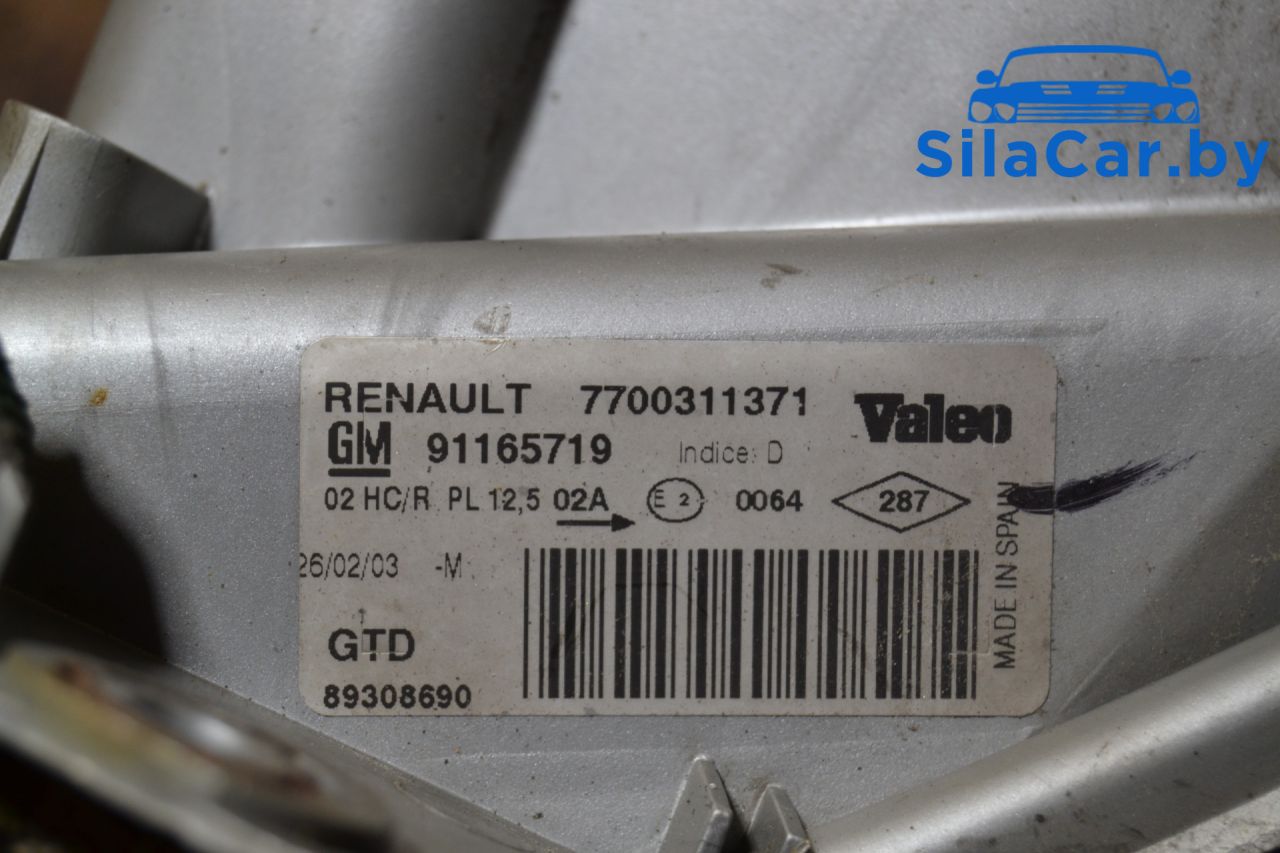 SilaCar.by
RENAULT 7700311371 Valeo
GM 91165719 Indice: D
02 HC/R PL 12,5 02A E 2 0064 287
26/02/03 -M
GTD
89308690
MADE IN SPAIN